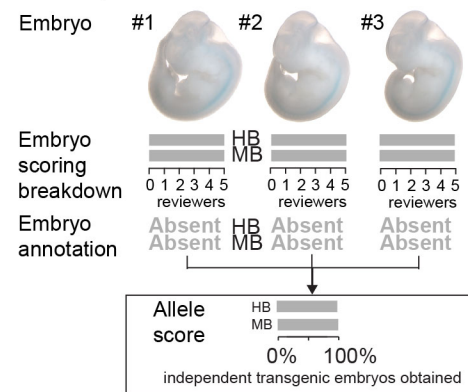 Embryo #1 #2 #3
Embryo HB
scoring MB
breakdown 0 1 2 3 4 5 0 1 2 3 4 5 0 1 2 3 4 5
reviewers reviewers reviewers
Embryo Absent HB Absent Absent
annotation Absent MB Absent Absent
Allele HB
score MB
0% 100%
independent transgenic embryos obtained